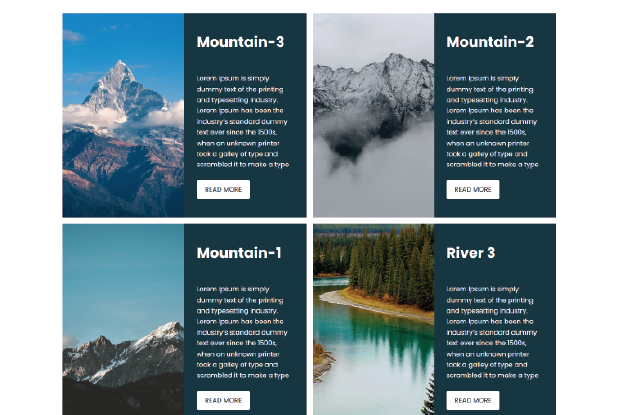 Mountain-3
Lorem Ipsum is simply
dummy text of the printing
and typesetting industry.
Lorem Ipsum has been the
industry's standard dummy
text ever since the 1500s,
when an unknown printer
took a galley of type and
scrambled it to make a type
READ MORE
Mountain-2
Lorem Ipsum is simply
dummy text of the printing
and typesetting industry.
Lorem Ipsum has been the
industry's standard dummy
text ever since the 1500s,
when an unknown printer
took a galley of type and
scrambled it to make a type
READ MORE
Mountain-1
Lorem Ipsum is simply
dummy text of the printing
and typesetting industry.
Lorem Ipsum has been the
industry's standard dummy
text ever since the 1500s,
when an unknown printer
took a galley of type and
scrambled it to make a type
READ MORE
River 3
Lorem Ipsum is simply
dummy text of the printing
and typesetting industry.
Lorem Ipsum has been the
industry's standard dummy
text ever since the 1500s,
when an unknown printer
took a galley of type and
scrambled it to make a type
READ MORE